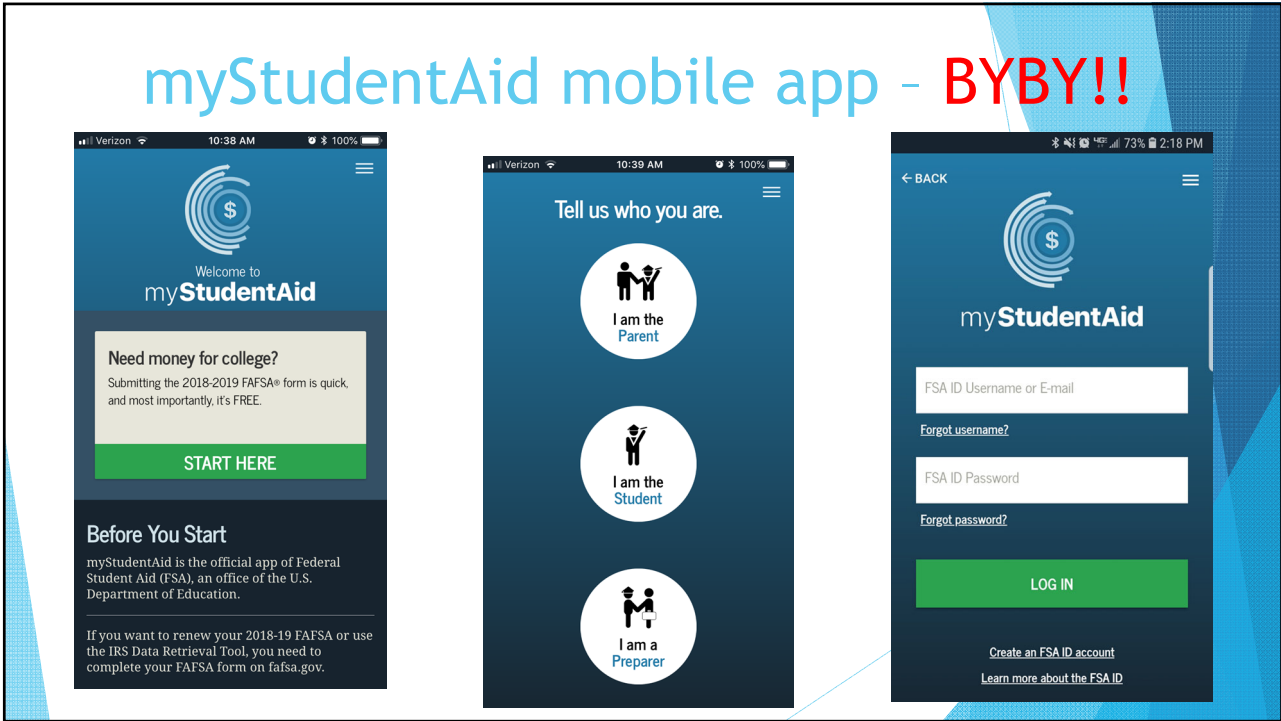 myStudentAid mobile app – BYBY!!
Verizon 10:38 AM 100%
$
Welcome to
myStudentAid
Need money for college?
Submitting the 2018-2019 FAFSA® form is quick,
and most importantly, it's FREE.
START HERE
Before You Start
myStudentAid is the official app of Federal
Student Aid (FSA), an office of the U.S.
Department of Education.
If you want to renew your 2018-19 FAFSA or use
the IRS Data Retrieval Tool, you need to
complete your FAFSA form on fafsa.gov.
Verizon 10:39 AM 100%
Tell us who you are.
I am the
Parent
I am the
Student
I am a
Preparer
4GE 73% 2:18 PM
BACK
$
myStudentAid
FSA ID Username or E-mail
Forgot username?
FSA ID Password
Forgot password?
LOG IN
Create an FSA ID account
Learn more about the FSA ID